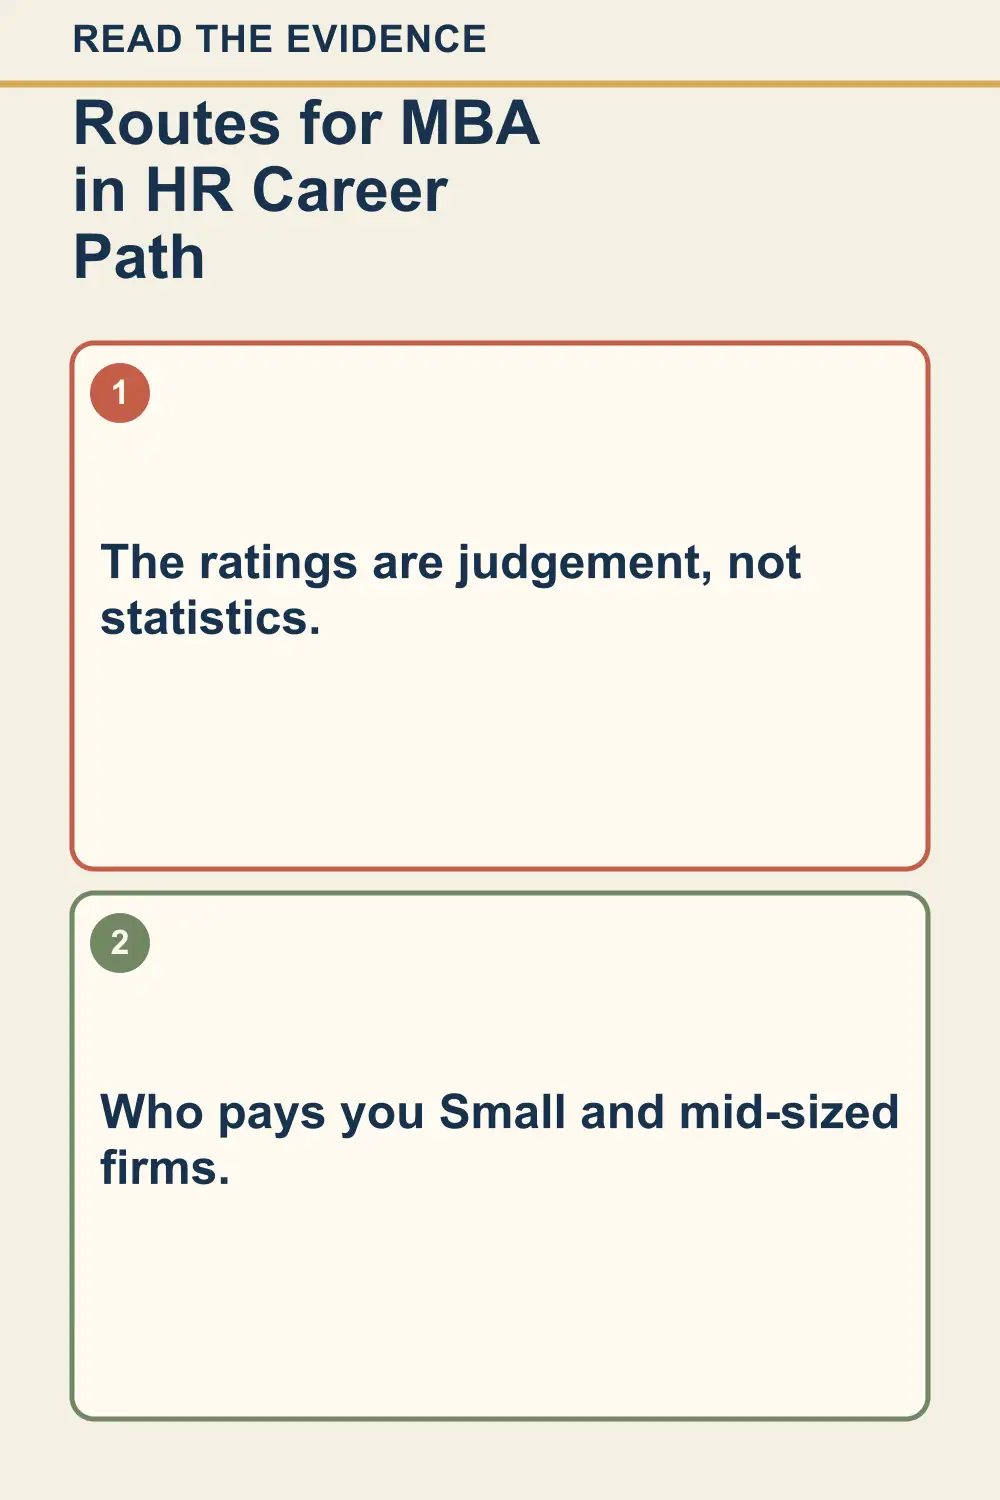 READ THE EVIDENCE
Routes for MBA
in HR Career
Path
1
The ratings are judgement, not
statistics.
2
Who pays you Small and mid-sized
firms.